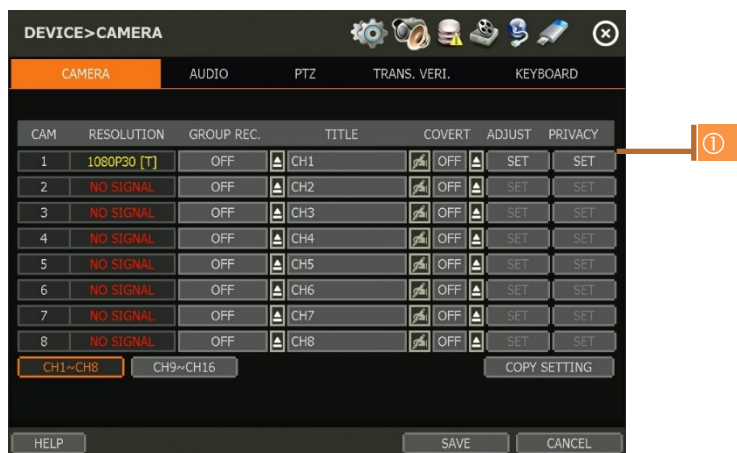 DEVICE>CAMERA
CAMERA AUDIO PTZ TRANS. VERI. KEYBOARD
CAM RESOLUTION GROUP REC. TITLE COVERT ADJUST PRIVACY
1 1080P30 [T] OFF CH1 OFF SET SET
①
2 NO SIGNAL OFF CH2 OFF SET SET
3 NO SIGNAL OFF CH3 OFF SET SET
4 NO SIGNAL OFF CH4 OFF SET SET
5 NO SIGNAL OFF CH5 OFF SET SET
6 NO SIGNAL OFF CH6 OFF SET SET
7 NO SIGNAL OFF CH7 OFF SET SET
8 NO SIGNAL OFF CH8 OFF SET SET
CH1~CH8 CH9~CH16 COPY SETTING
HELP SAVE CANCEL